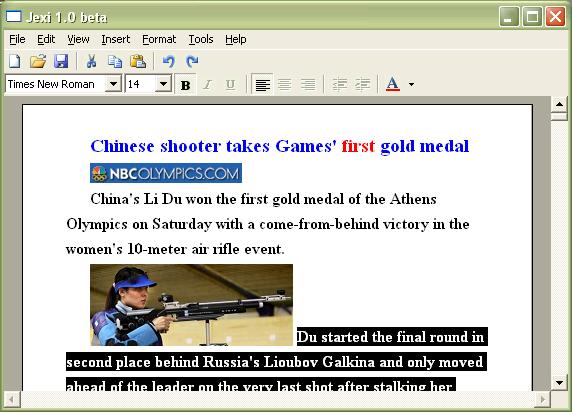 Jexi 1.0 beta
File Edit View Insert Format Tools Help
Times New Roman 14 B I U A
Chinese shooter takes Games' first gold medal
NBCOLYMPICS.COM
China's Li Du won the first gold medal of the Athens
Olympics on Saturday with a come-from-behind victory in the
women's 10-meter air rifle event.
Du started the final round in
second place behind Russia's Lioubov Galkina and only moved
ahead of the leader on the very last shot after stalking her